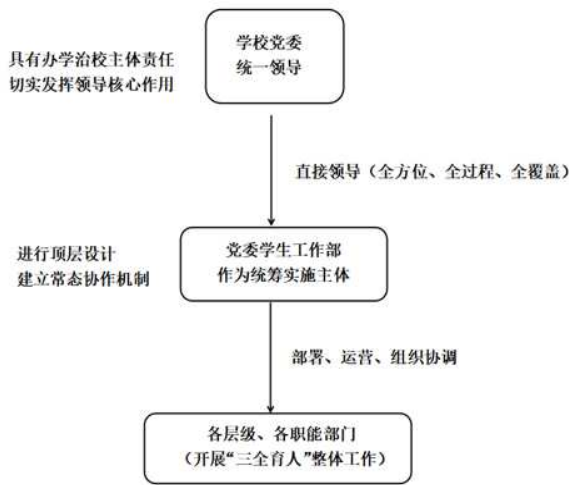 学校党委
统一领导
具有办学治校主体责任
切实发挥领导核心作用
直接领导（全方位、全过程、全覆盖）
党委学生工作部
作为统筹实施主体
进行顶层设计
建立常态协作机制
部署、运营、组织协调
各层级、各职能部门
（开展“三全育人”整体工作）